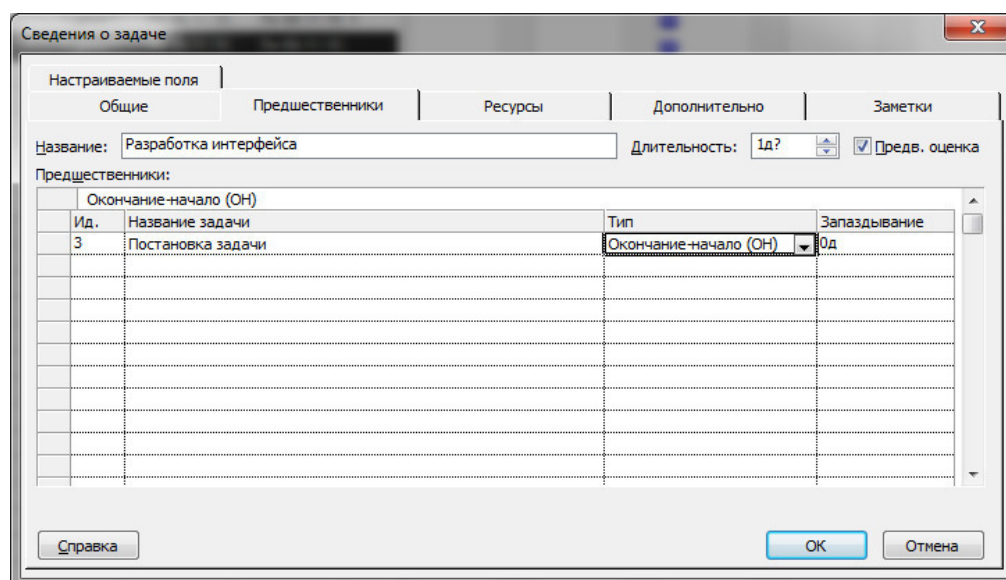 Сведения о задаче
Настраиваемые поля
Общие Предшественники Ресурсы Дополнительно Заметки
Название: Разработка интерфейса Длительность: 1д? Предв. оценка
Предшественники:
Окончание-начало (ОН)
Ид. Название задачи Тип Запаздывание
3 Постановка задачи Окончание-начало (ОН) 0д
Справка ОК Отмена